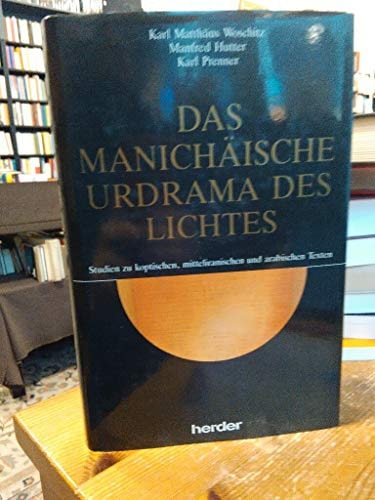 Karl Matthäus Woschitz
Manfred Hutter
Karl Prenner
DAS
MANICHÄISCHE
URDRAMA DES
LICHTES
Studien zu koptischen, mitteliranischen und arabischen Texten
herder